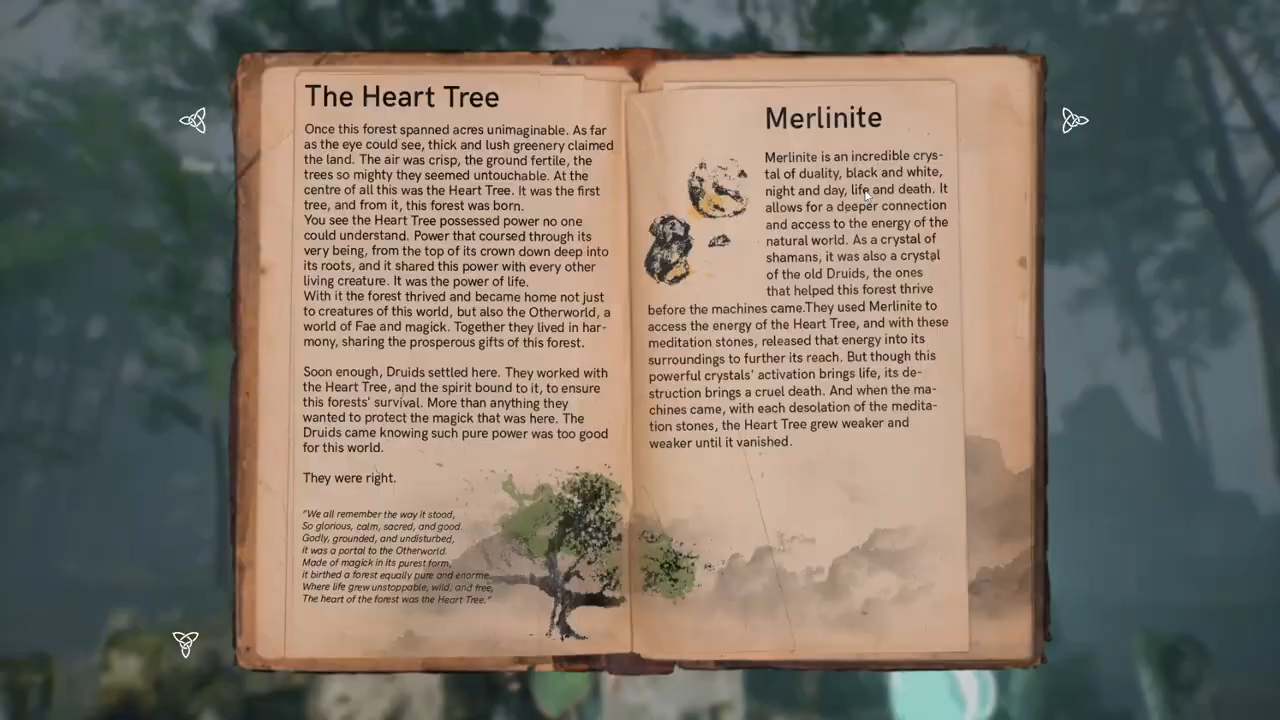 The Heart Tree
Once this forest spanned acres unimaginable. As far
as the eye could see, thick and lush greenery claimed
the land. The air was crisp, the ground fertile, the
trees so mighty they seemed untouchable. At the
centre of all this was the Heart Tree. It was the first
tree, and from it, this forest was born.
You see the Heart Tree possessed power no one
could understand. Power that coursed through its
very being, from the top of its crown down deep into
its roots, and it shared this power with every other
living creature. It was the power of life.
With it the forest thrived and became home not just
to creatures of this world, but also the Otherworld, a
world of Fae and magick. Together they lived in har-
mony, sharing the prosperous gifts of this forest.
Soon enough, Druids settled here. They worked with
the Heart Tree, and the spirit bound to it, to ensure
this forests' survival. More than anything they
wanted to protect the magick that was here. The
Druids came knowing such pure power was too good
for this world.
They were right.
"We all remember the way it stood,
So glorious, calm, sacred, and good.
Godly, grounded, and undisturbed,
it was a portal to the Otherworld.
Made of magick in its purest form,
it birthed a forest equally pure and enorme.
Where life grew unstoppable, wild, and free,
The heart of the forest was the Heart Tree."
Merlinite
Merlinite is an incredible crys-
tal of duality, black and white,
night and day, life and death. It
allows for a deeper connection
and access to the energy of the
natural world. As a crystal of
shamans, it was also a crystal
of the old Druids, the ones
that helped this forest thrive
before the machines came.They used Merlinite to
access the energy of the Heart Tree, and with these
meditation stones, released that energy into its
surroundings to further its reach. But though this
powerful crystals' activation brings life, its de-
struction brings a cruel death. And when the ma-
chines came, with each desolation of the medita-
tion stones, the Heart Tree grew weaker and
weaker until it vanished.